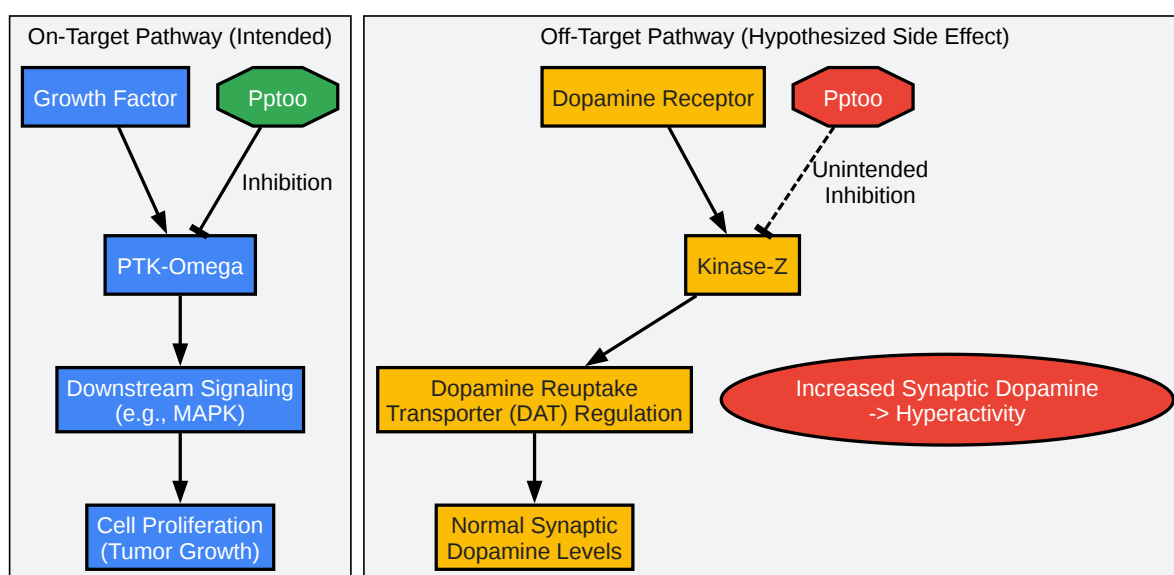 On-Target Pathway (Intended)
Growth Factor
Pptoo
Inhibition
PTK-Omega
Downstream Signaling
(e.g., MAPK)
Cell Proliferation
(Tumor Growth)
Off-Target Pathway (Hypothesized Side Effect)
Dopamine Receptor
Pptoo
Unintended
Inhibition
Kinase-Z
Dopamine Reuptake
Transporter (DAT) Regulation
Increased Synaptic Dopamine
-> Hyperactivity
Normal Synaptic
Dopamine Levels